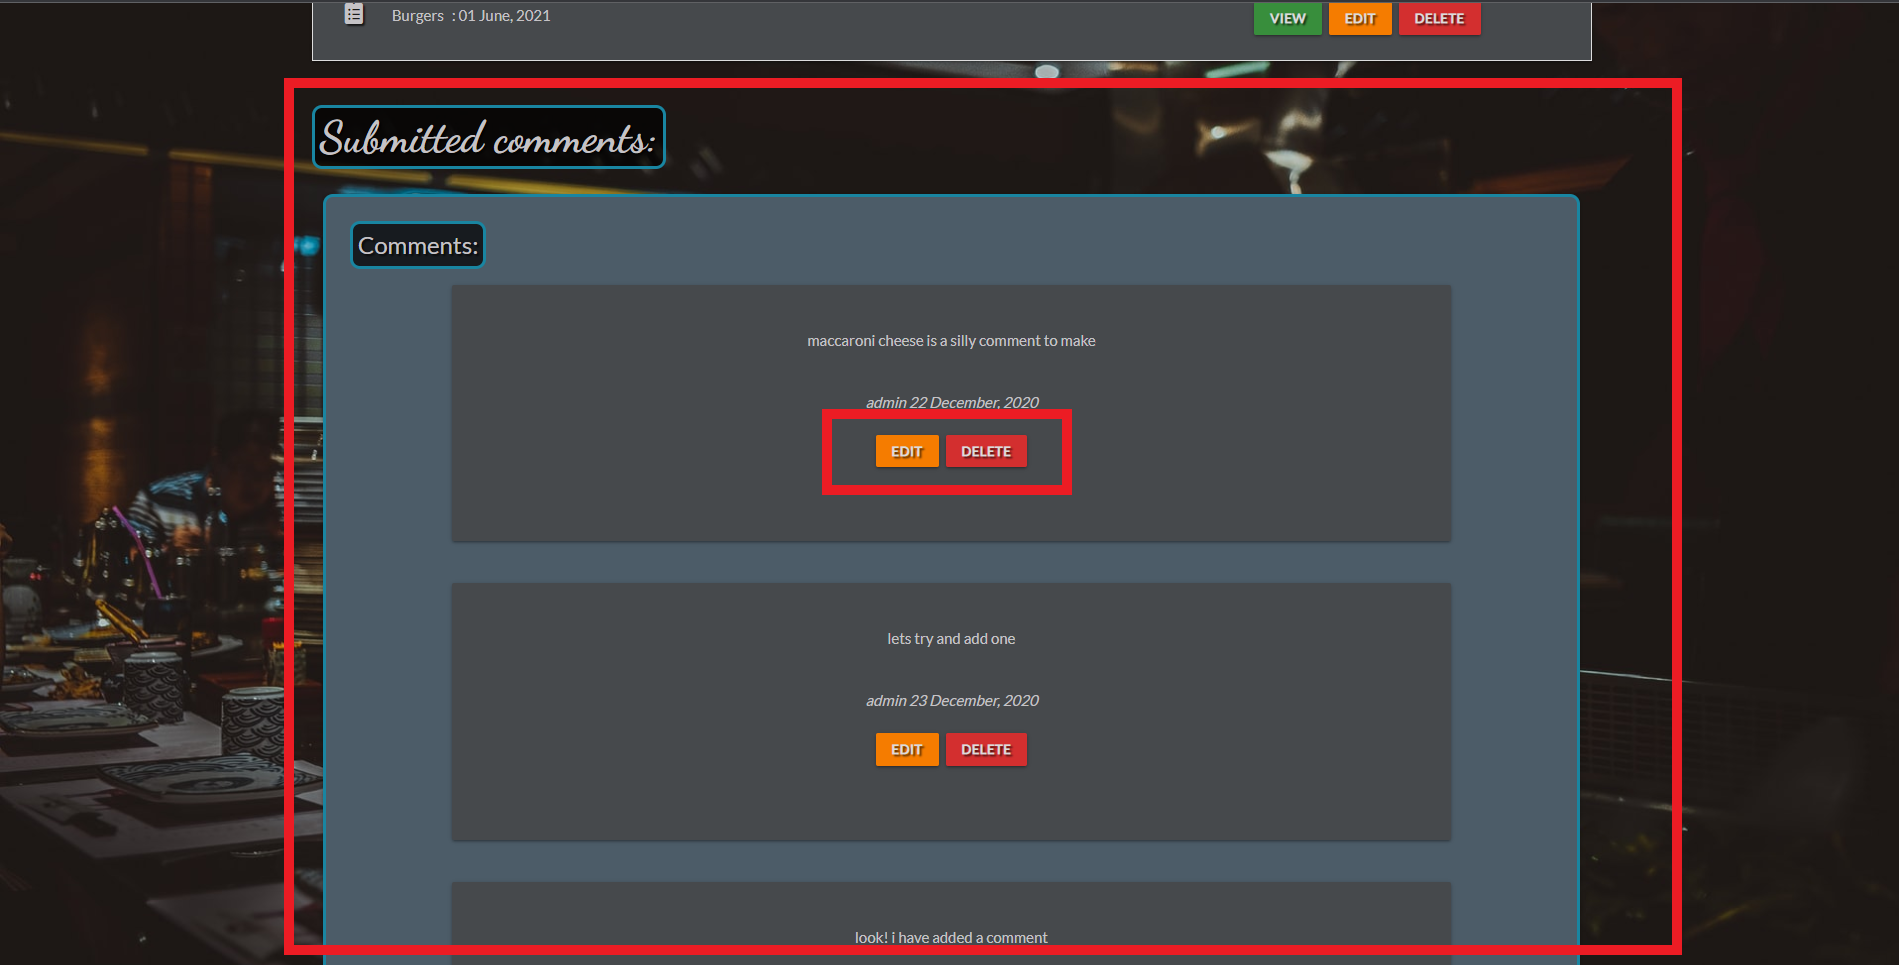 Burgers : 01 June, 2021 VIEW EDIT DELETE
Submitted comments:
Comments:
maccaroni cheese is a silly comment to make
admin 22 December, 2020
EDIT DELETE
lets try and add one
admin 23 December, 2020
EDIT DELETE
look! i have added a comment